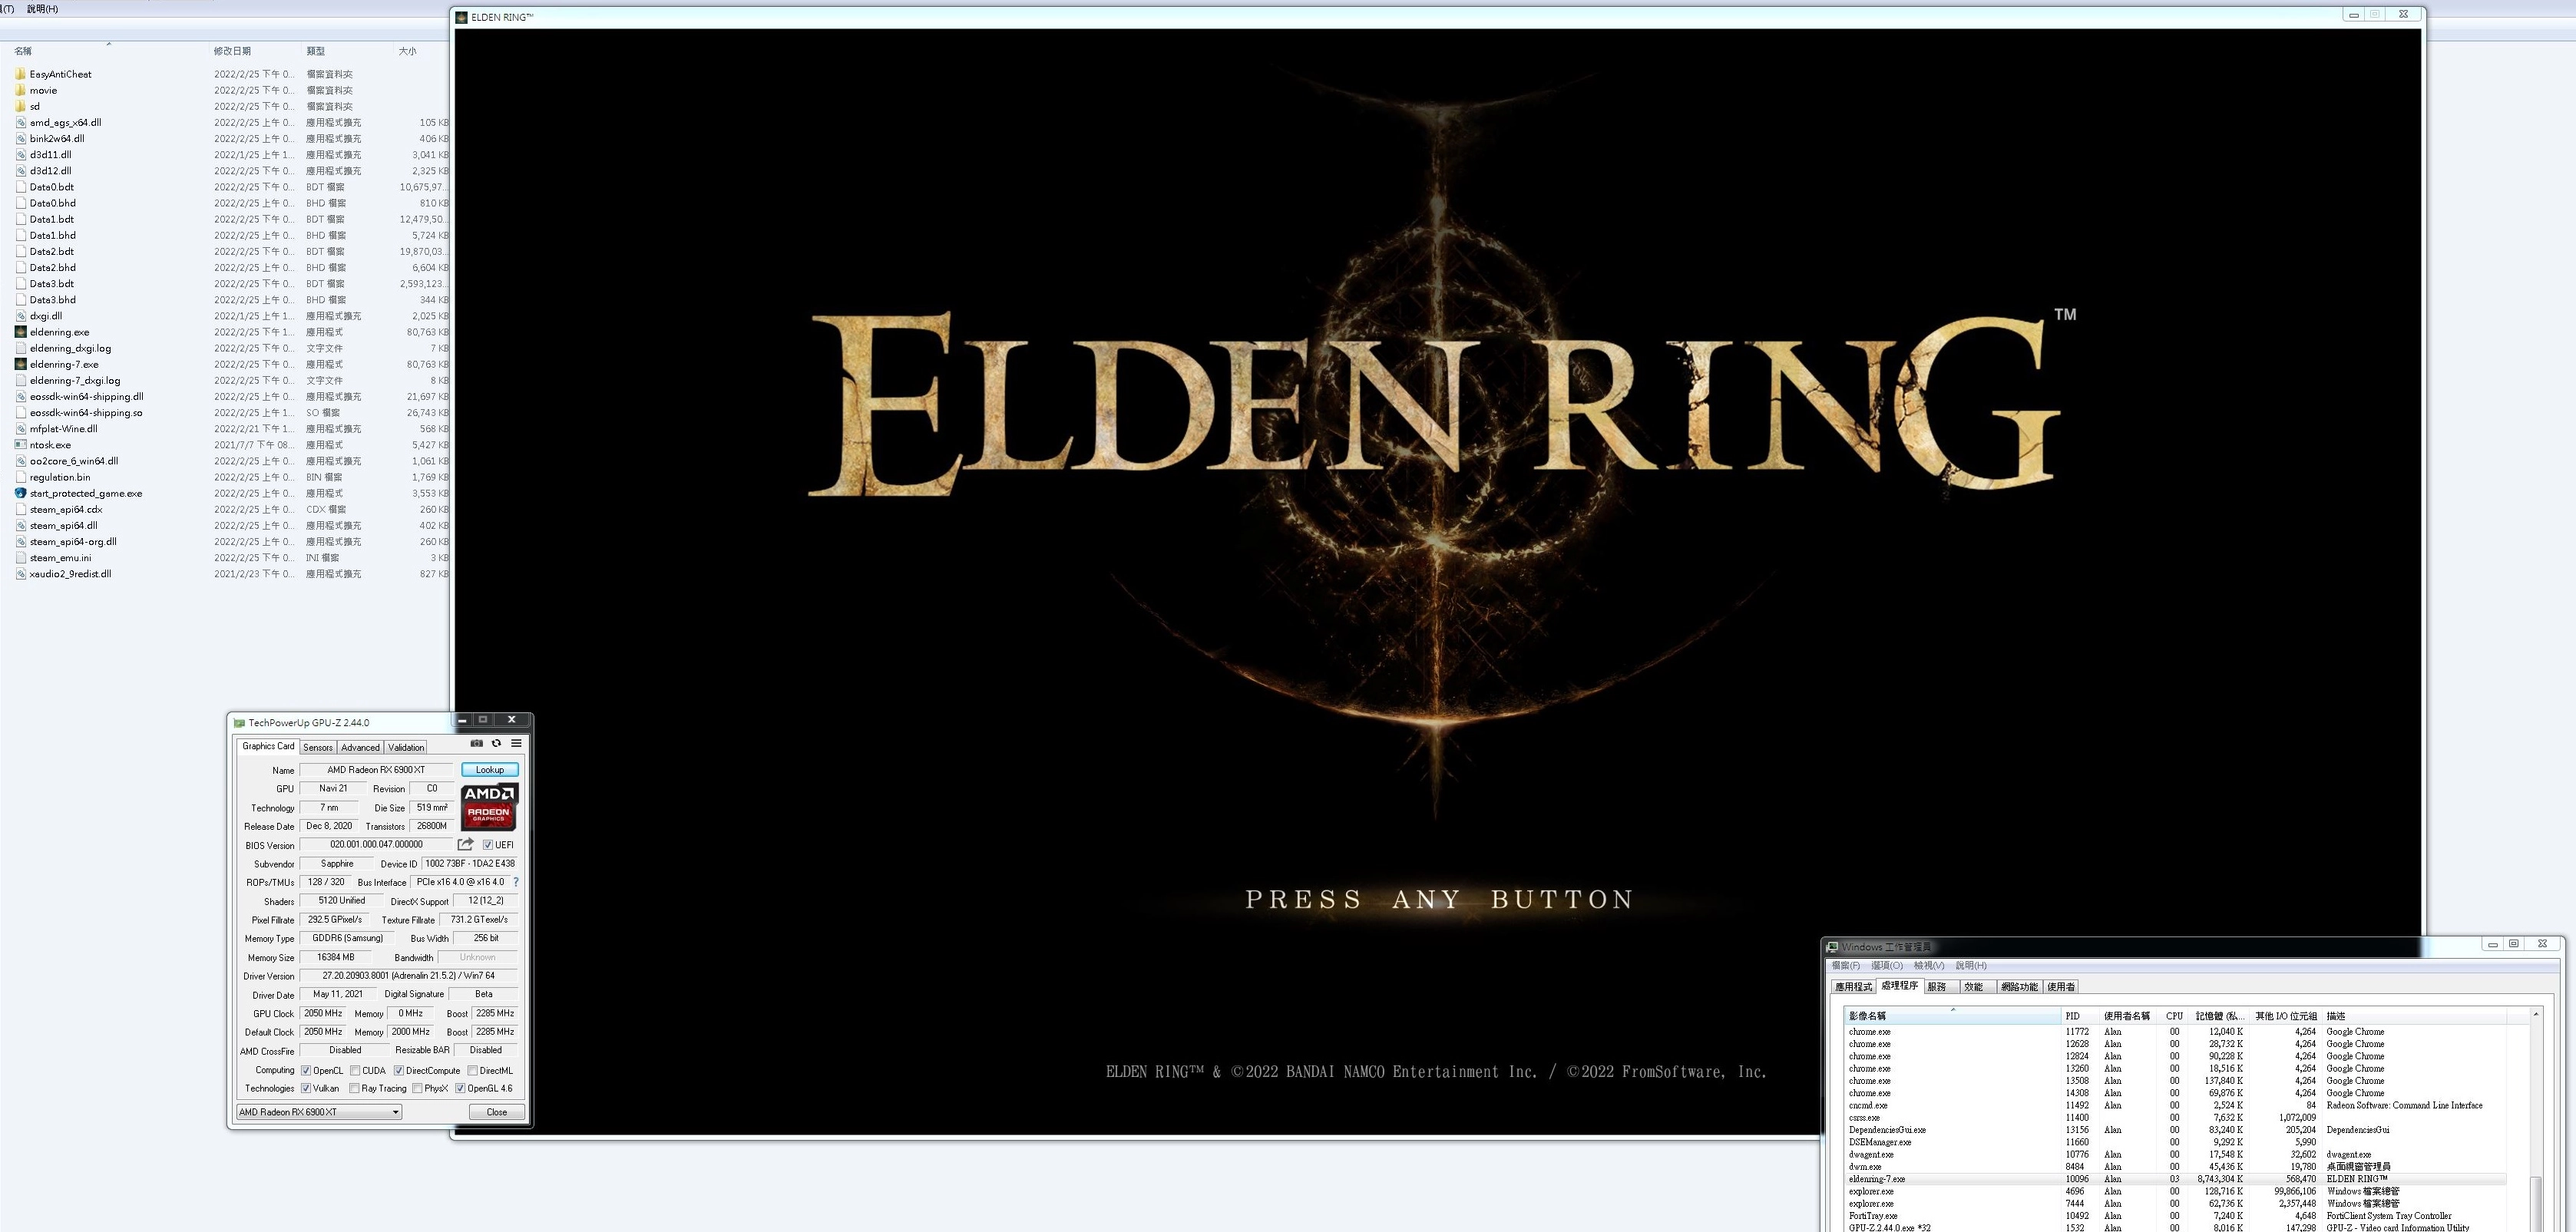 具(T) 說明(H)
名稱 修改日期 類型 大小
EasyAntiCheat 2022/2/25 下午 0... 檔案資料夾
movie 2022/2/25 下午 0... 檔案資料夾
sd 2022/2/25 下午 0... 檔案資料夾
amd_ags_x64.dll 2022/2/25 上午 0... 應用程式擴充 105 KB
bink2w64.dll 2022/2/25 上午 0... 應用程式擴充 406 KB
d3d11.dll 2022/1/25 上午 1... 應用程式擴充 3,041 KB
d3d12.dll 2022/2/25 下午 0... 應用程式擴充 2,325 KB
Data0.bdt 2022/2/25 下午 0... BDT 檔案 10,675,97...
Data0.bhd 2022/2/25 上午 0... BHD 檔案 810 KB
Data1.bdt 2022/2/25 下午 0... BDT 檔案 12,479,50...
Data1.bhd 2022/2/25 上午 0... BHD 檔案 5,724 KB
Data2.bdt 2022/2/25 下午 0... BDT 檔案 19,870,03...
Data2.bhd 2022/2/25 上午 0... BHD 檔案 6,604 KB
Data3.bdt 2022/2/25 下午 0... BDT 檔案 2,593,123...
Data3.bhd 2022/2/25 上午 0... BHD 檔案 344 KB
dxgi.dll 2022/1/25 上午 1... 應用程式擴充 2,025 KB
eldenring.exe 2022/2/25 下午 1... 應用程式 80,763 KB
eldenring_dxgi.log 2022/2/25 下午 0... 文字文件 7 KB
eldenring-7.exe 2022/2/25 下午 0... 應用程式 80,763 KB
eldenring-7_dxgi.log 2022/2/25 下午 0... 文字文件 8 KB
eossdk-win64-shipping.dll 2022/2/25 上午 0... 應用程式擴充 21,697 KB
eossdk-win64-shipping.so 2022/2/25 上午 1... SO 檔案 26,743 KB
mfplat-Wine.dll 2022/2/21 下午 1... 應用程式擴充 568 KB
ntosk.exe 2021/7/7 下午 08... 應用程式 5,427 KB
oo2core_6_win64.dll 2022/2/25 上午 0... 應用程式擴充 1,061 KB
regulation.bin 2022/2/25 上午 0... BIN 檔案 1,769 KB
start_protected_game.exe 2022/2/25 上午 0... 應用程式 3,553 KB
steam_api64.cdx 2022/2/25 上午 0... CDX 檔案 260 KB
steam_api64.dll 2022/2/25 上午 0... 應用程式擴充 402 KB
steam_api64-org.dll 2022/2/25 上午 0... 應用程式擴充 260 KB
steam_emu.ini 2022/2/25 下午 0... INI 檔案 3 KB
xaudio2_9redist.dll 2021/2/23 下午 0... 應用程式擴充 827 KB
ELDEN RING™
ELDEN RING™
PRESS ANY BUTTON
ELDEN RING™ & ©2022 BANDAI NAMCO Entertainment Inc. / ©2022 FromSoftware, Inc.
TechPowerUp GPU-Z 2.44.0
Graphics Card Sensors Advanced Validation
Name AMD Radeon RX 6900 XT Lookup
GPU Navi 21 Revision C0
AMD RADEON GRAPHICS
Technology 7 nm Die Size 519 mm²
Release Date Dec 8, 2020 Transistors 26800M
BIOS Version 020.001.000.047.000000 UEFI
Subvendor Sapphire Device ID 1002 73BF - 1DA2 E438
ROPs/TMUs 128 / 320 Bus Interface PCIe x16 4.0 @ x16 4.0 ?
Shaders 5120 Unified DirectX Support 12 (12_2)
Pixel Fillrate 292.5 GPixel/s Texture Fillrate 731.2 GTexel/s
Memory Type GDDR6 (Samsung) Bus Width 256 bit
Memory Size 16384 MB Bandwidth Unknown
Driver Version 27.20.20903.8001 (Adrenalin 21.5.2) / Win7 64
Driver Date May 11, 2021 Digital Signature Beta
GPU Clock 2050 MHz Memory 0 MHz Boost 2285 MHz
Default Clock 2050 MHz Memory 2000 MHz Boost 2285 MHz
AMD CrossFire Disabled Resizable BAR Disabled
Computing OpenCL CUDA DirectCompute DirectML
Technologies Vulkan Ray Tracing PhysX OpenGL 4.6
AMD Radeon RX 6900 XT Close
Windows 工作管理員
檔案(F) 選項(O) 檢視(V) 說明(H)
應用程式 處理程序 服務 效能 網路功能 使用者
影像名稱 PID 使用者名稱 CPU 記憶體 (私... 其他 I/O 位元組 描述
chrome.exe 11772 Alan 00 12,040 K 4,264 Google Chrome
chrome.exe 12628 Alan 00 28,732 K 4,264 Google Chrome
chrome.exe 12824 Alan 00 90,228 K 4,264 Google Chrome
chrome.exe 13260 Alan 00 18,516 K 4,264 Google Chrome
chrome.exe 13508 Alan 00 137,840 K 4,264 Google Chrome
chrome.exe 14308 Alan 00 69,876 K 4,264 Google Chrome
cncmd.exe 11492 Alan 00 2,524 K 84 Radeon Software: Command Line Interface
csrss.exe 11400 00 7,632 K 1,072,009
DependenciesGui.exe 13156 Alan 00 83,240 K 205,204 DependenciesGui
DSEManager.exe 11660 00 9,292 K 5,990
dwagent.exe 10776 Alan 00 17,548 K 32,602 dwagent.exe
dwm.exe 8484 Alan 00 45,436 K 19,780 桌面視窗管理員
eldenring-7.exe 10096 Alan 03 8,743,304 K 568,470 ELDEN RING™
explorer.exe 4696 Alan 00 128,716 K 99,866,106 Windows 檔案總管
explorer.exe 7444 Alan 00 62,736 K 2,357,448 Windows 檔案總管
FortiTray.exe 10492 Alan 00 7,240 K 4,648 FortiClient System Tray Controller
GPU-Z.2.44.0.exe *32 1532 Alan 00 8,016 K 147,298 GPU-Z - Video card Information Utility